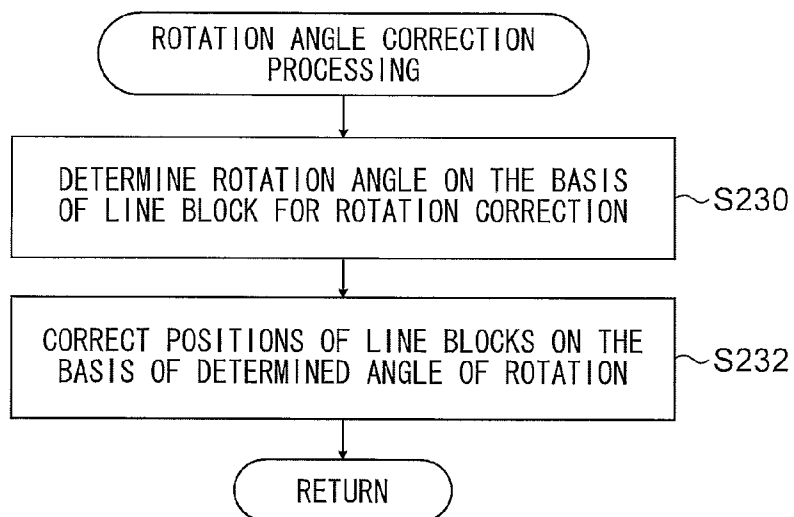 ROTATION ANGLE CORRECTION
PROCESSING
DETERMINE ROTATION ANGLE ON THE BASIS
OF LINE BLOCK FOR ROTATION CORRECTION
S230
CORRECT POSITIONS OF LINE BLOCKS ON THE
BASIS OF DETERMINED ANGLE OF ROTATION
S232
RETURN